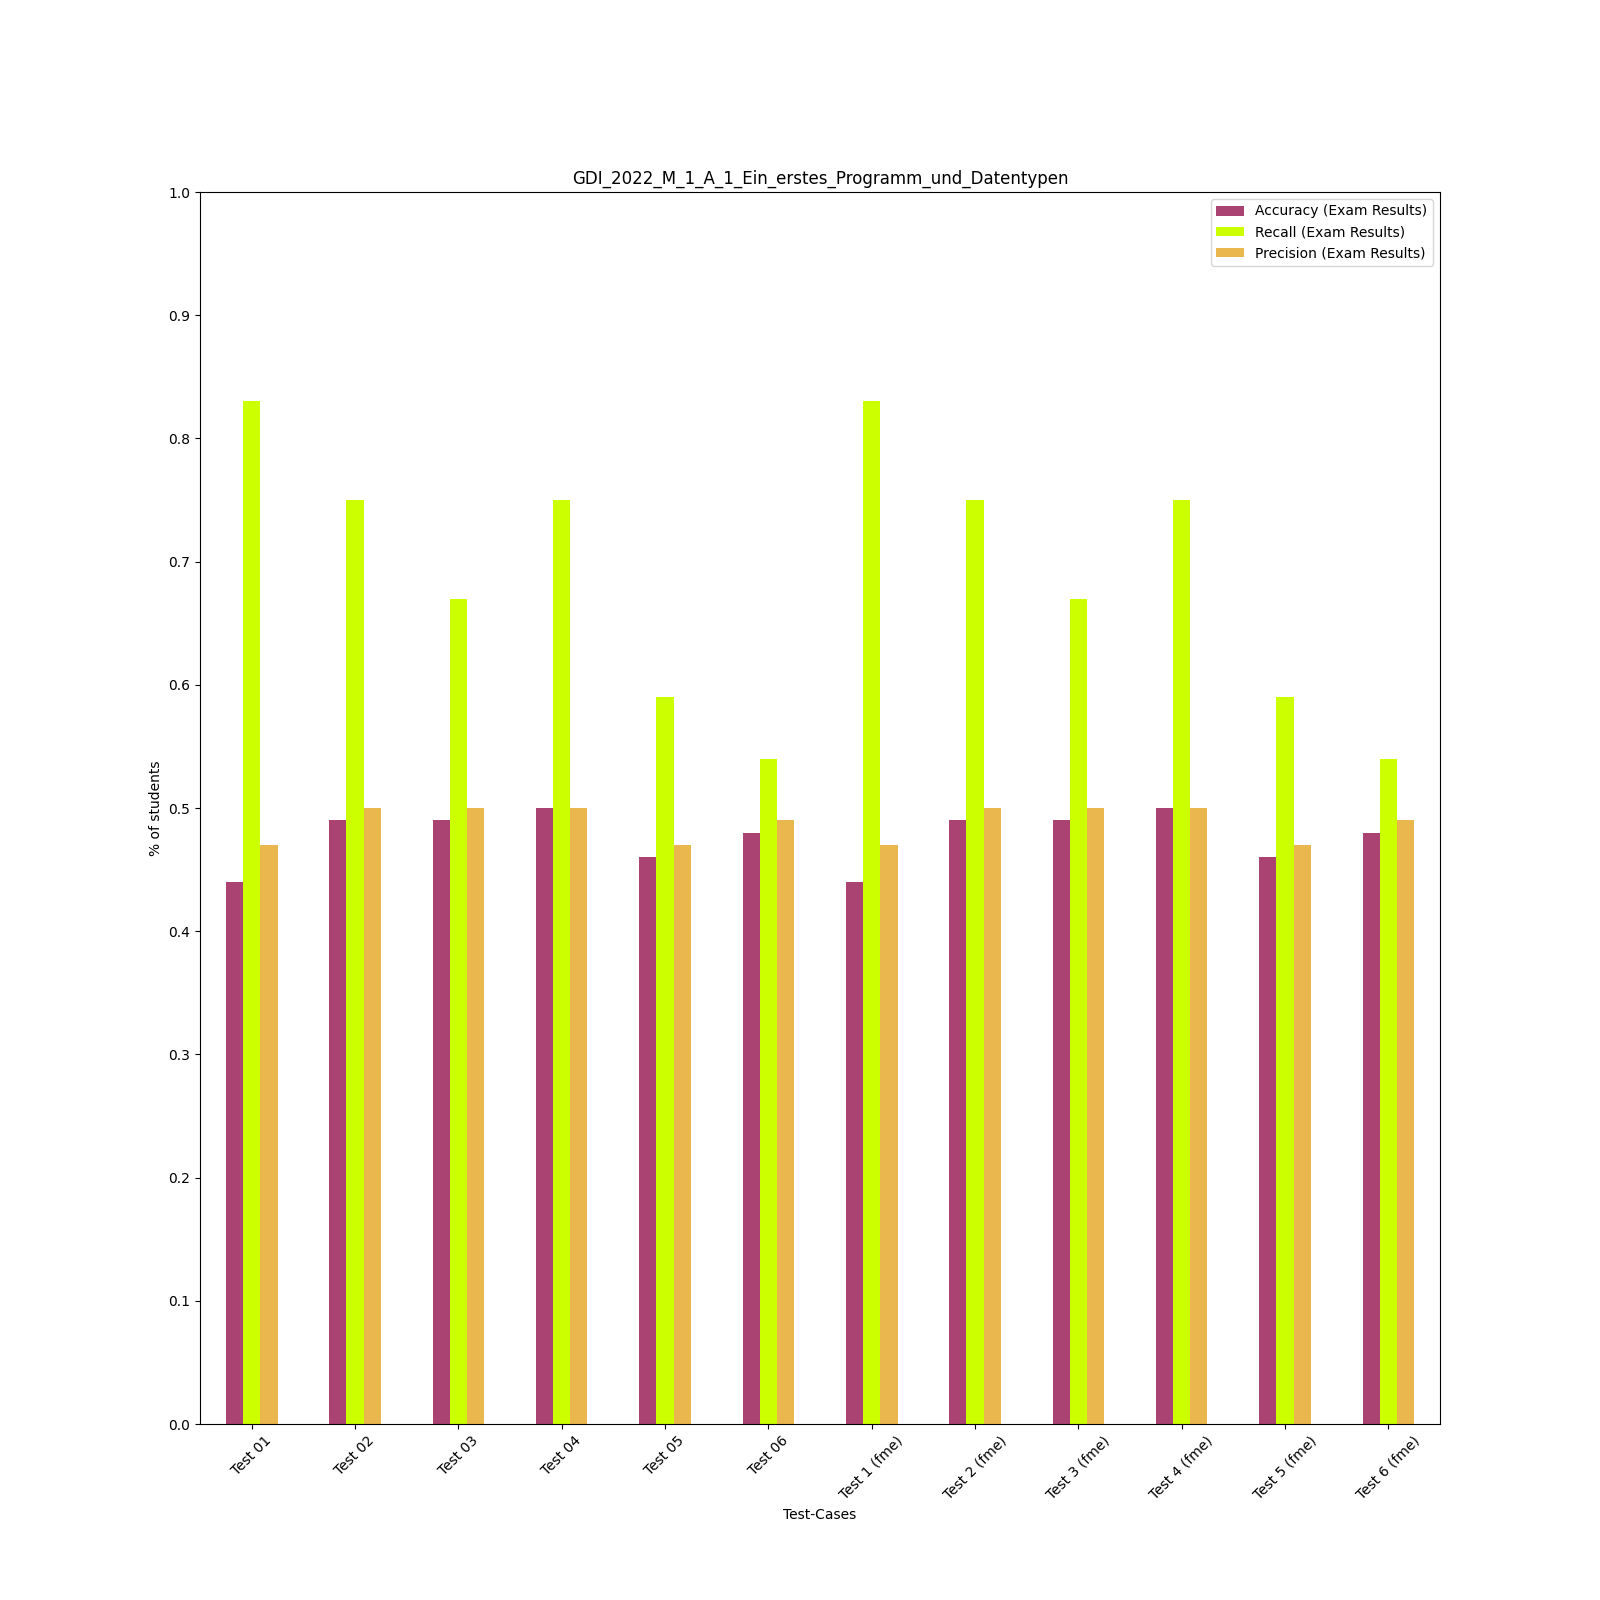 GDI_2022_M_1_A_1_Ein_erstes_Programm_und_Datentypen
Accuracy (Exam Results)
Recall (Exam Results)
Precision (Exam Results)
% of students
1.0
0.9
0.8
0.7
0.6
0.5
0.4
0.3
0.2
0.1
0.0
Test 01
Test 02
Test 03
Test 04
Test 05
Test 06
Test 1 (fme)
Test 2 (fme)
Test 3 (fme)
Test 4 (fme)
Test 5 (fme)
Test 6 (fme)
Test-Cases